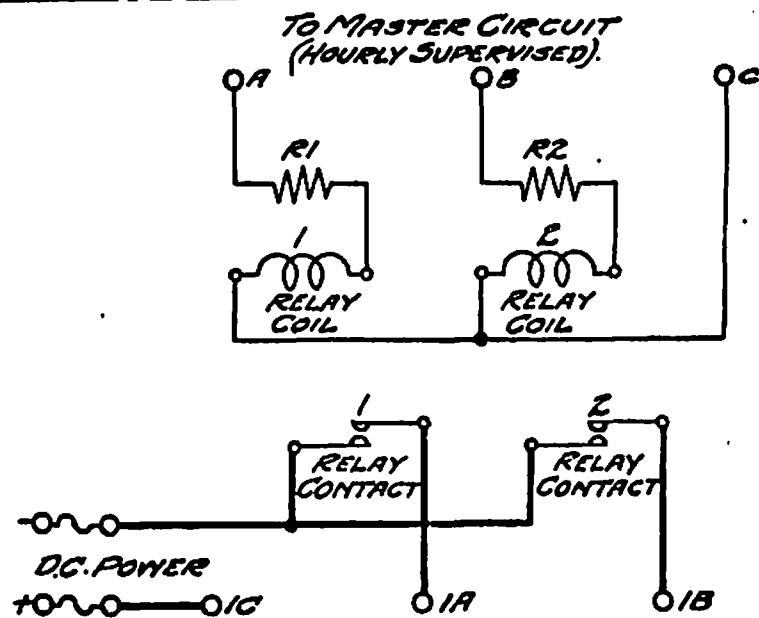 TO MASTER CIRCUIT
(HOURLY SUPERVISED).
A B C
R1 R2
1 2
RELAY COIL RELAY COIL
1 2
RELAY CONTACT RELAY CONTACT
-
D.C. POWER
+ 1C 1A 1B